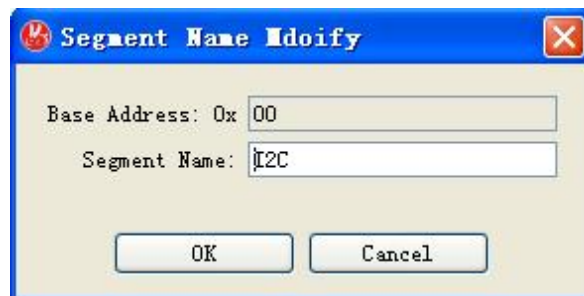 Segment Name Mdoify
Base Address: 0x 00
Segment Name: I2C
OK Cancel